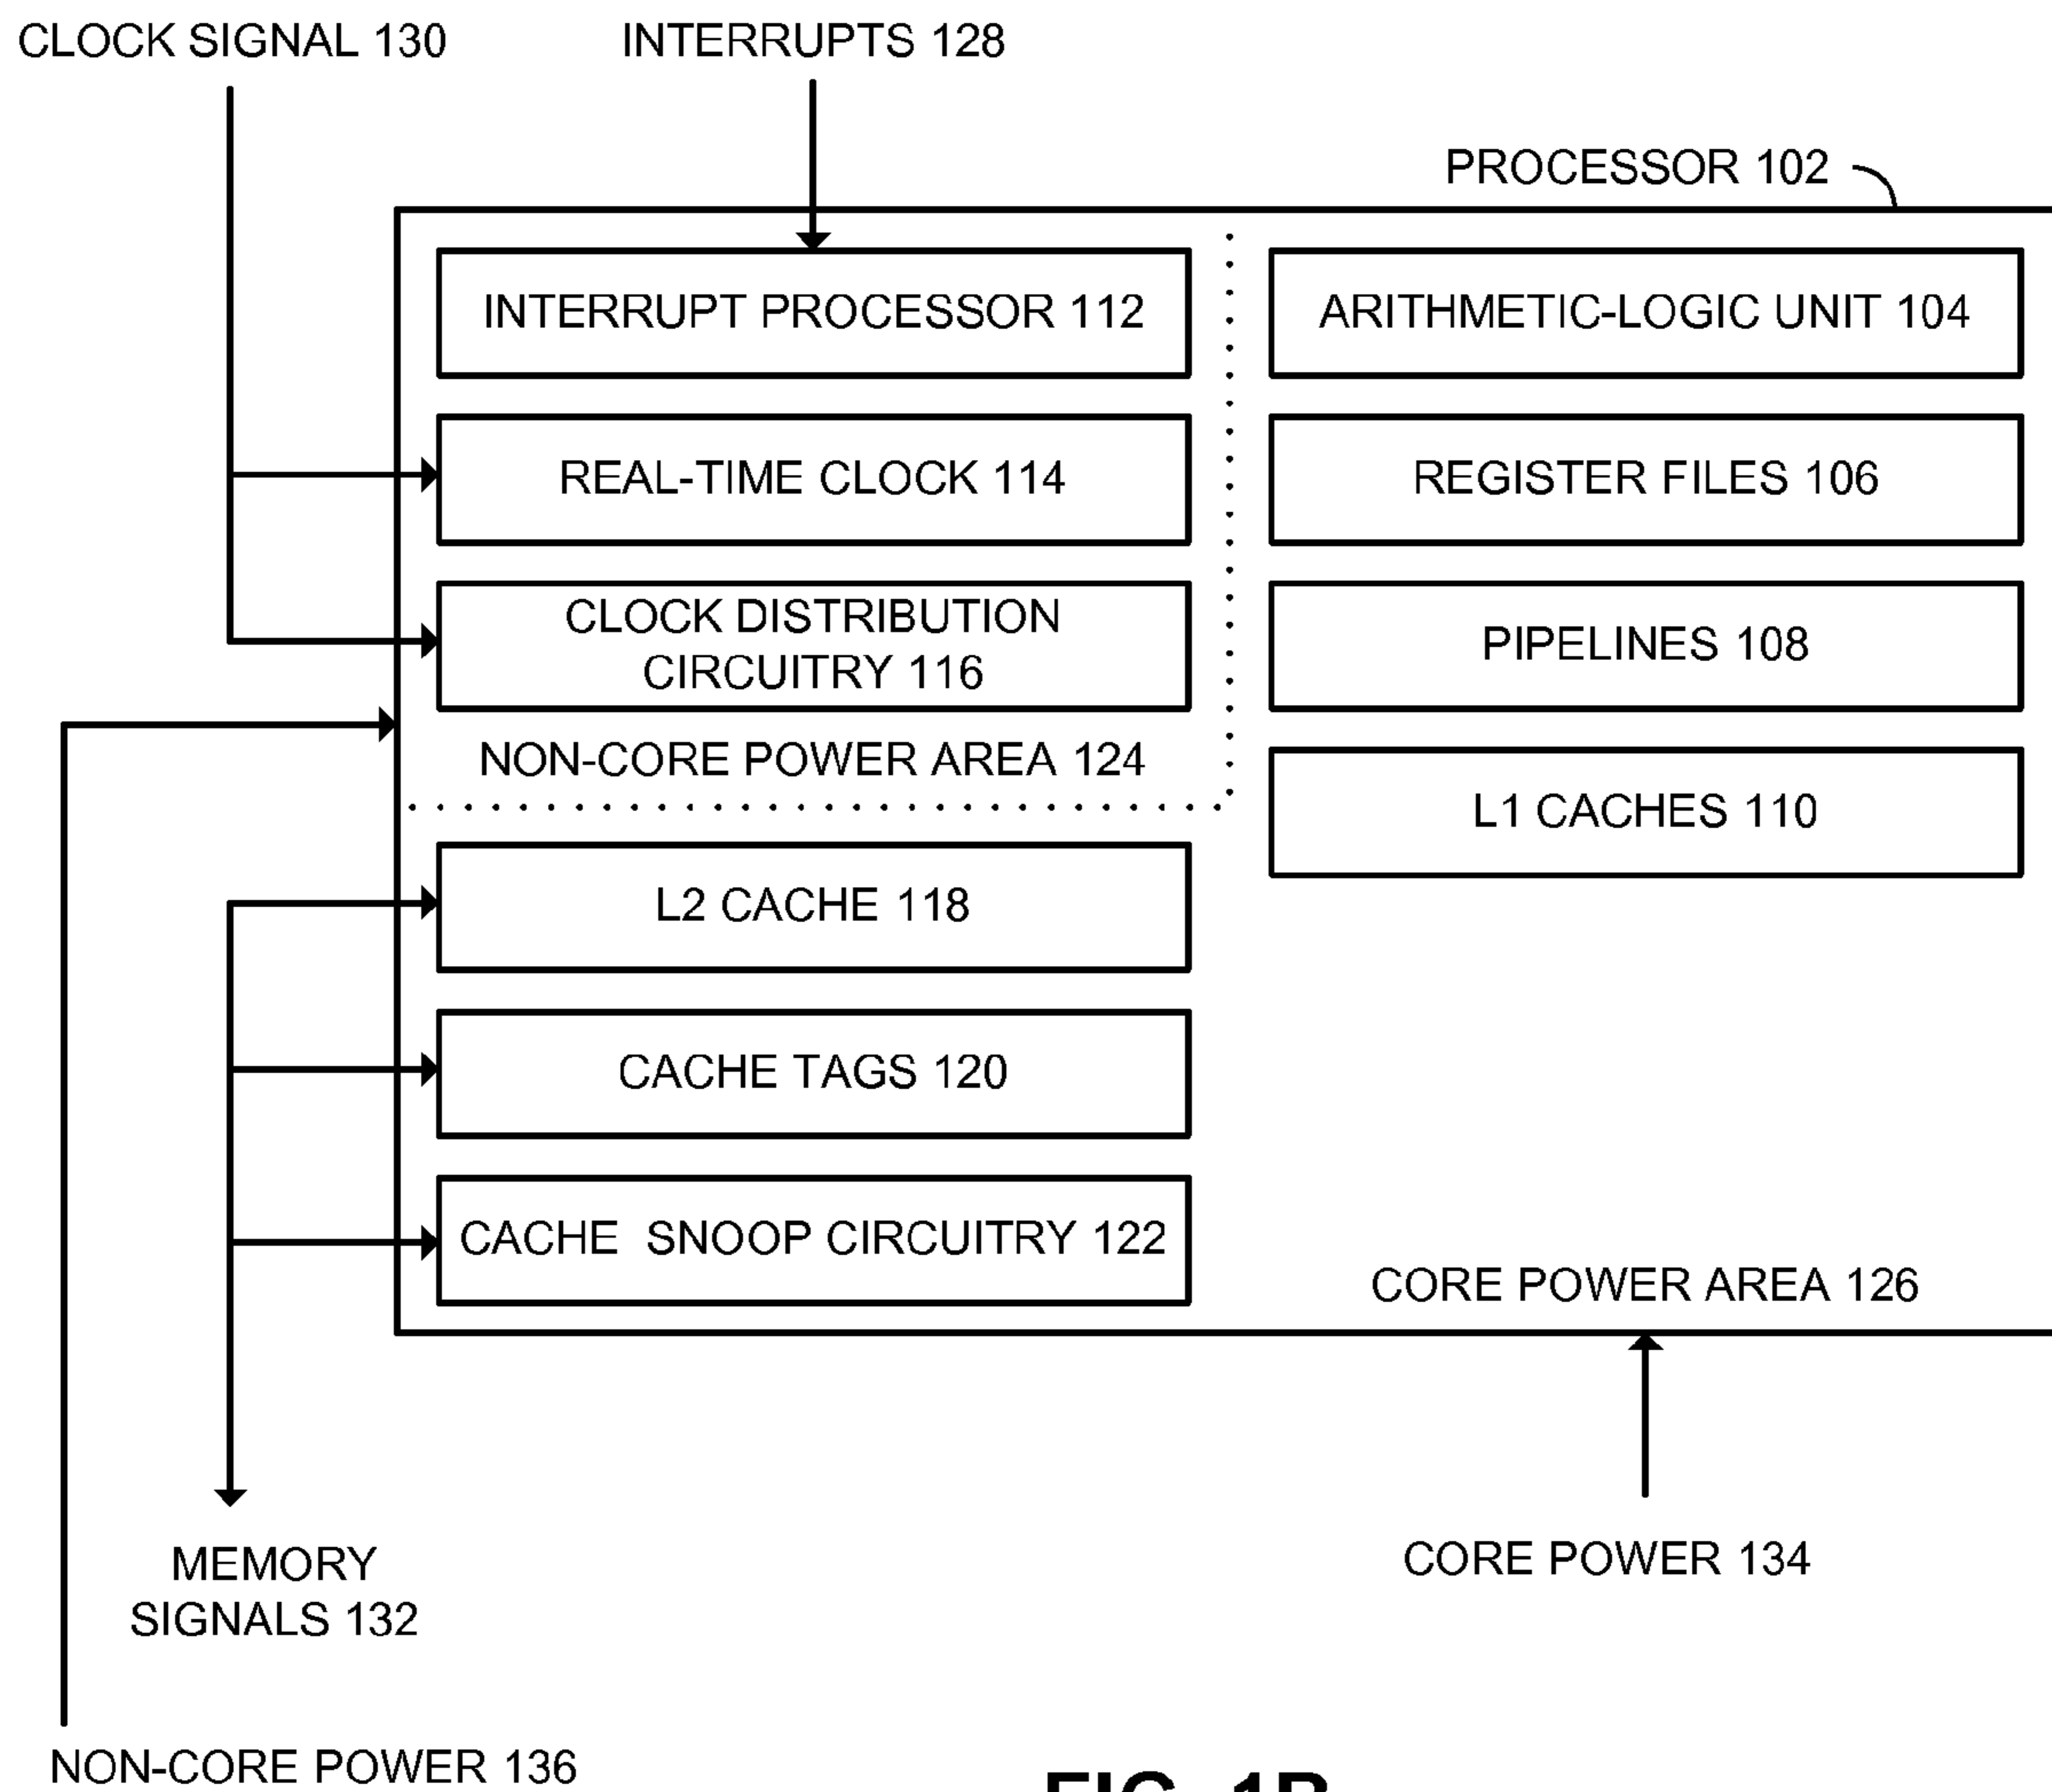 CLOCK SIGNAL 130
INTERRUPTS 128
PROCESSOR 102
INTERRUPT PROCESSOR 112
ARITHMETIC-LOGIC UNIT 104
REAL-TIME CLOCK 114
REGISTER FILES 106
CLOCK DISTRIBUTION
CIRCUITRY 116
PIPELINES 108
NON-CORE POWER AREA 124
L1 CACHES 110
L2 CACHE 118
CACHE TAGS 120
CACHE SNOOP CIRCUITRY 122
CORE POWER AREA 126
CORE POWER 134
MEMORY
SIGNALS 132
NON-CORE POWER 136
FIG. 1B